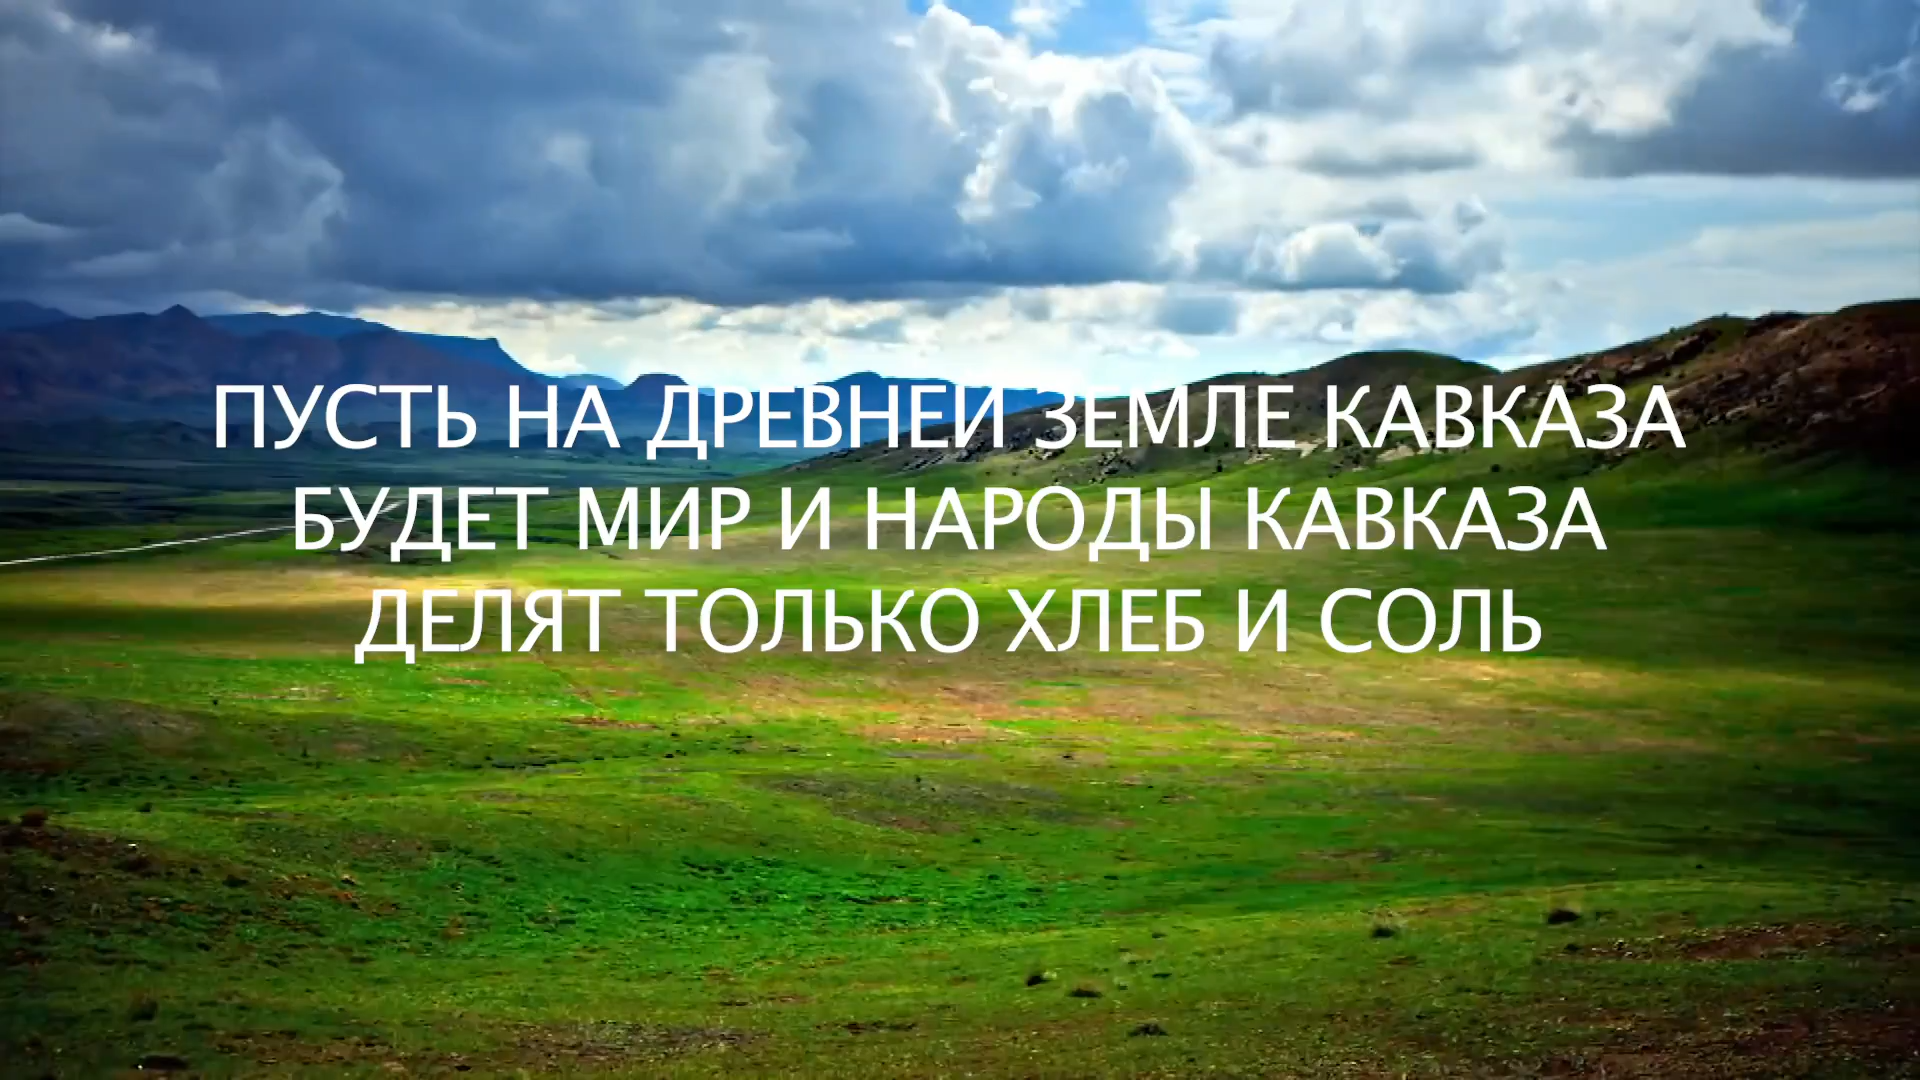 ПУСТЬ НА ДРЕВНЕЙ ЗЕМЛЕ КАВКАЗА
БУДЕТ МИР И НАРОДЫ КАВКАЗА
ДЕЛЯТ ТОЛЬКО ХЛЕБ И СОЛЬ